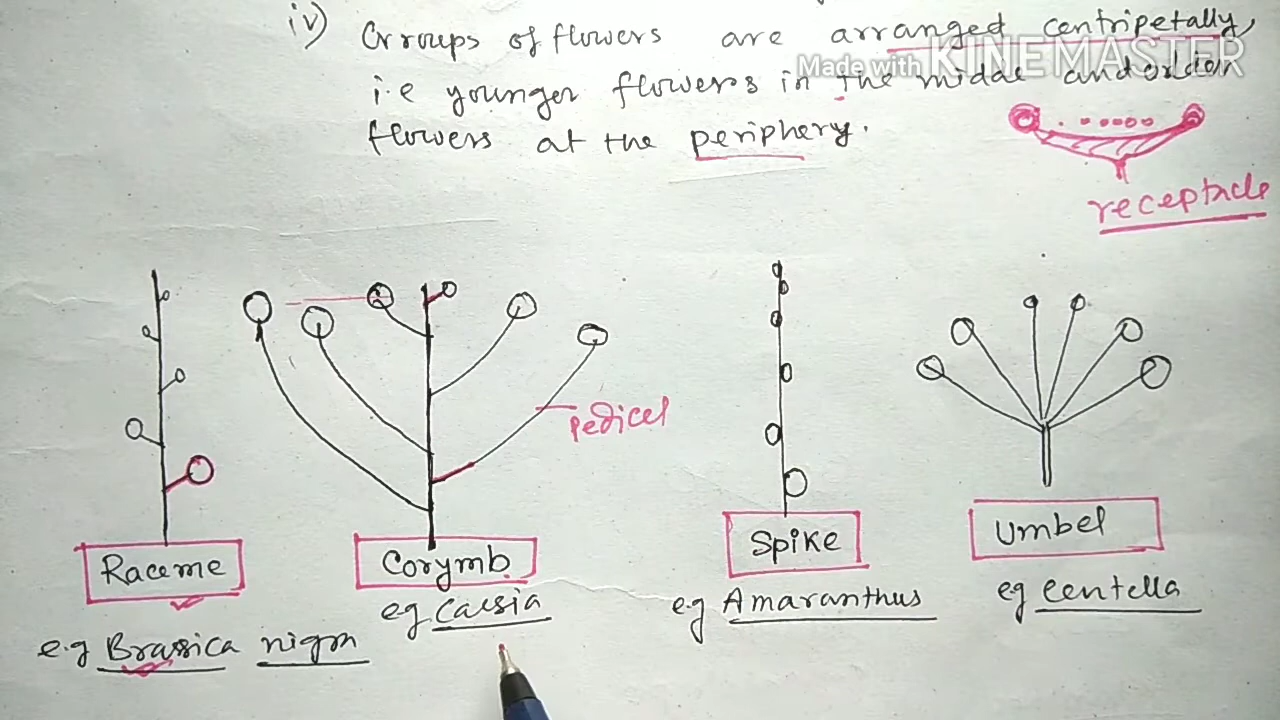 iv) Groups of flowers are arranged centripetally,
Made with KINEMASTER
i.e younger flowers in the middle and older
flowers at the periphery.
receptacle
pedicel
Raceme
Corymb
Spike
Umbel
e.g Brassica nigra
eg Cassia
eg Amaranthus
eg Centella